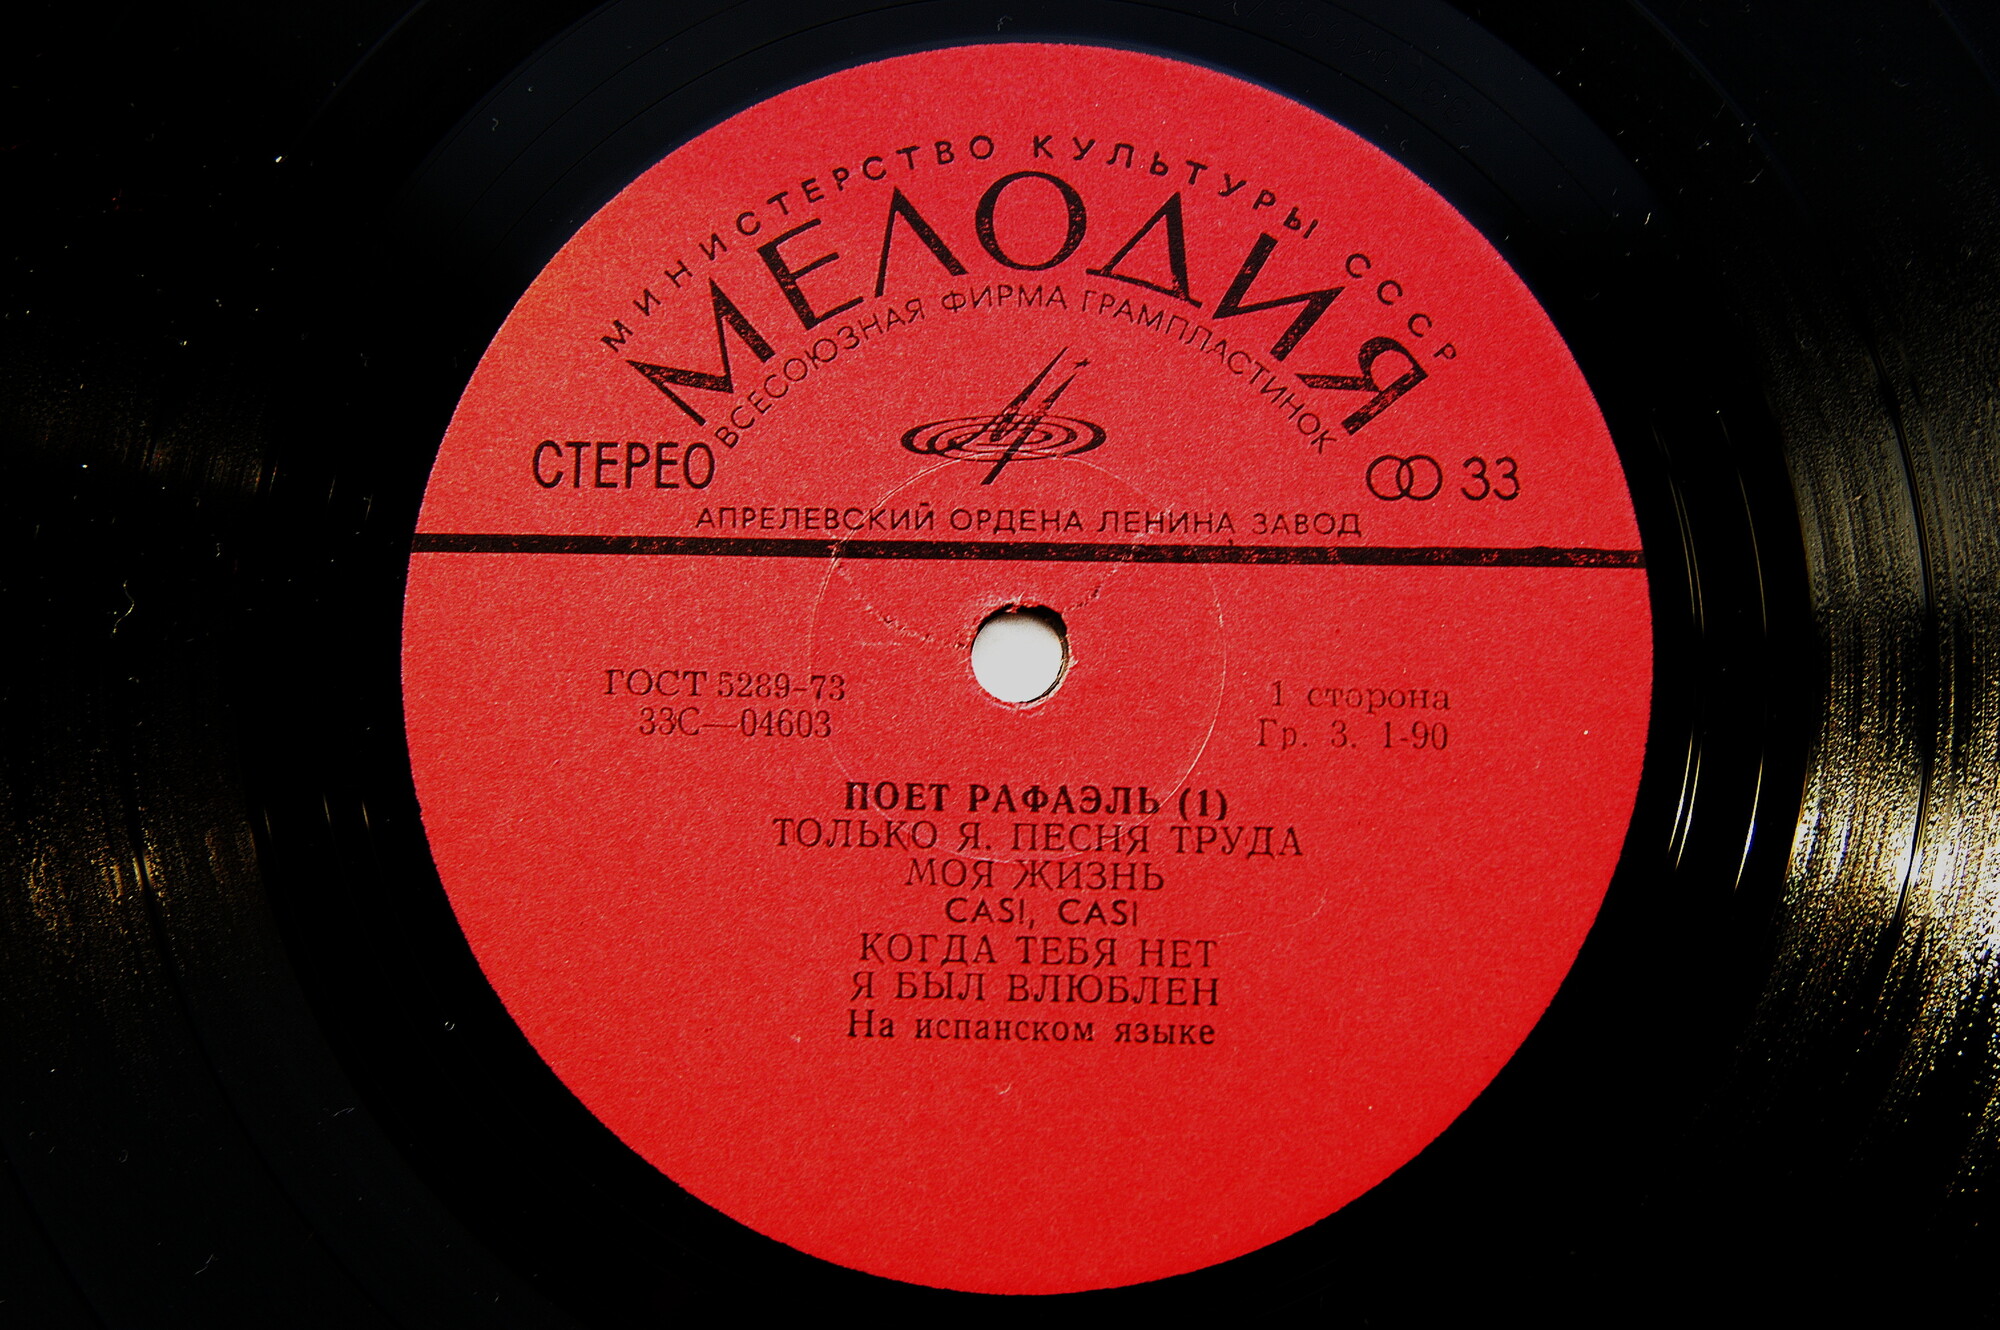 МИНИСТЕРСТВО КУЛЬТУРЫ СССР
МЕЛОДИЯ
ВСЕСОЮЗНАЯ ФИРМА ГРАМПЛАСТИНОК
СТЕРЕО
33
АПРЕЛЕВСКИЙ ОРДЕНА ЛЕНИНА ЗАВОД
ГОСТ 5289-73
33С—04603
1 сторона
Гр. 3. 1-90
ПОЕТ РАФАЭЛЬ (1)
ТОЛЬКО Я. ПЕСНЯ ТРУДА
МОЯ ЖИЗНЬ
CASI, CASI
КОГДА ТЕБЯ НЕТ
Я БЫЛ ВЛЮБЛЕН
На испанском языке